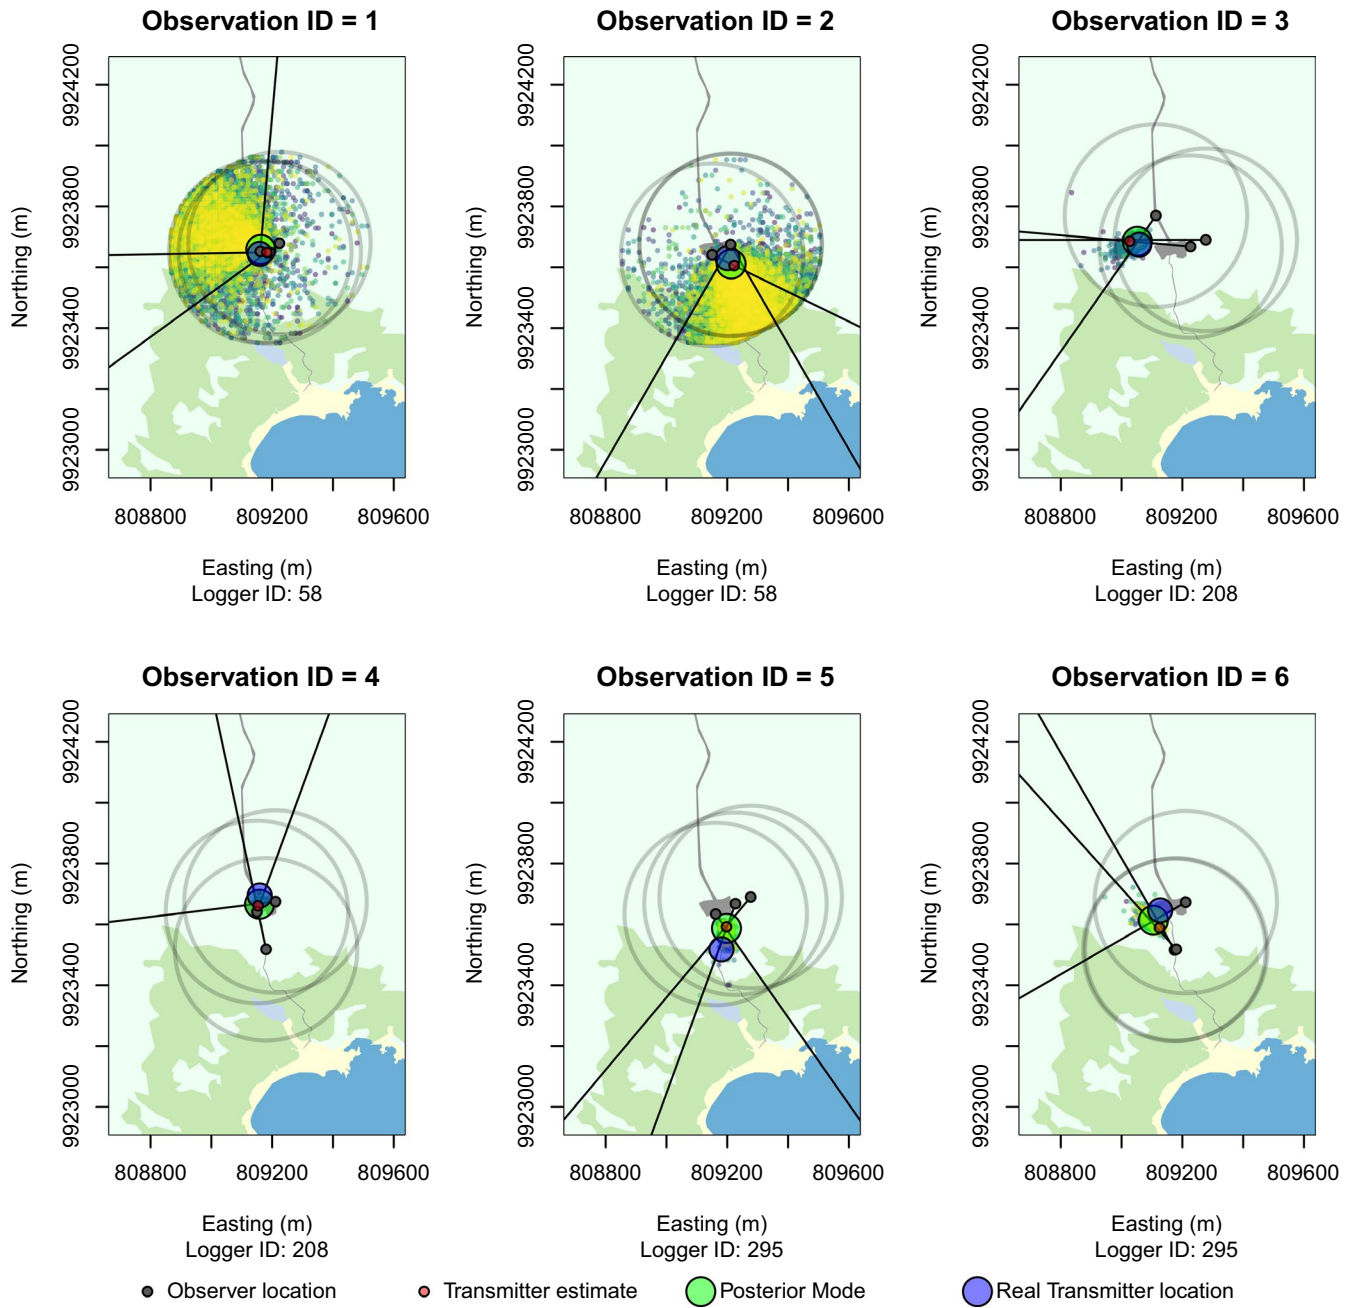 Observation ID = 1
Observation ID = 2
Observation ID = 3
Northing (m)
9923000 9923400 9923800 9924200
Northing (m)
9923000 9923400 9923800 9924200
Northing (m)
9923000 9923400 9923800 9924200
808800 809200 809600
808800 809200 809600
808800 809200 809600
Easting (m)
Logger ID: 58
Easting (m)
Logger ID: 58
Easting (m)
Logger ID: 208
Observation ID = 4
Observation ID = 5
Observation ID = 6
Northing (m)
9923000 9923400 9923800 9924200
Northing (m)
9923000 9923400 9923800 9924200
Northing (m)
9923000 9923400 9923800 9924200
808800 809200 809600
808800 809200 809600
808800 809200 809600
Easting (m)
Logger ID: 208
Easting (m)
Logger ID: 295
Easting (m)
Logger ID: 295
Observer location
Transmitter estimate
Posterior Mode
Real Transmitter location